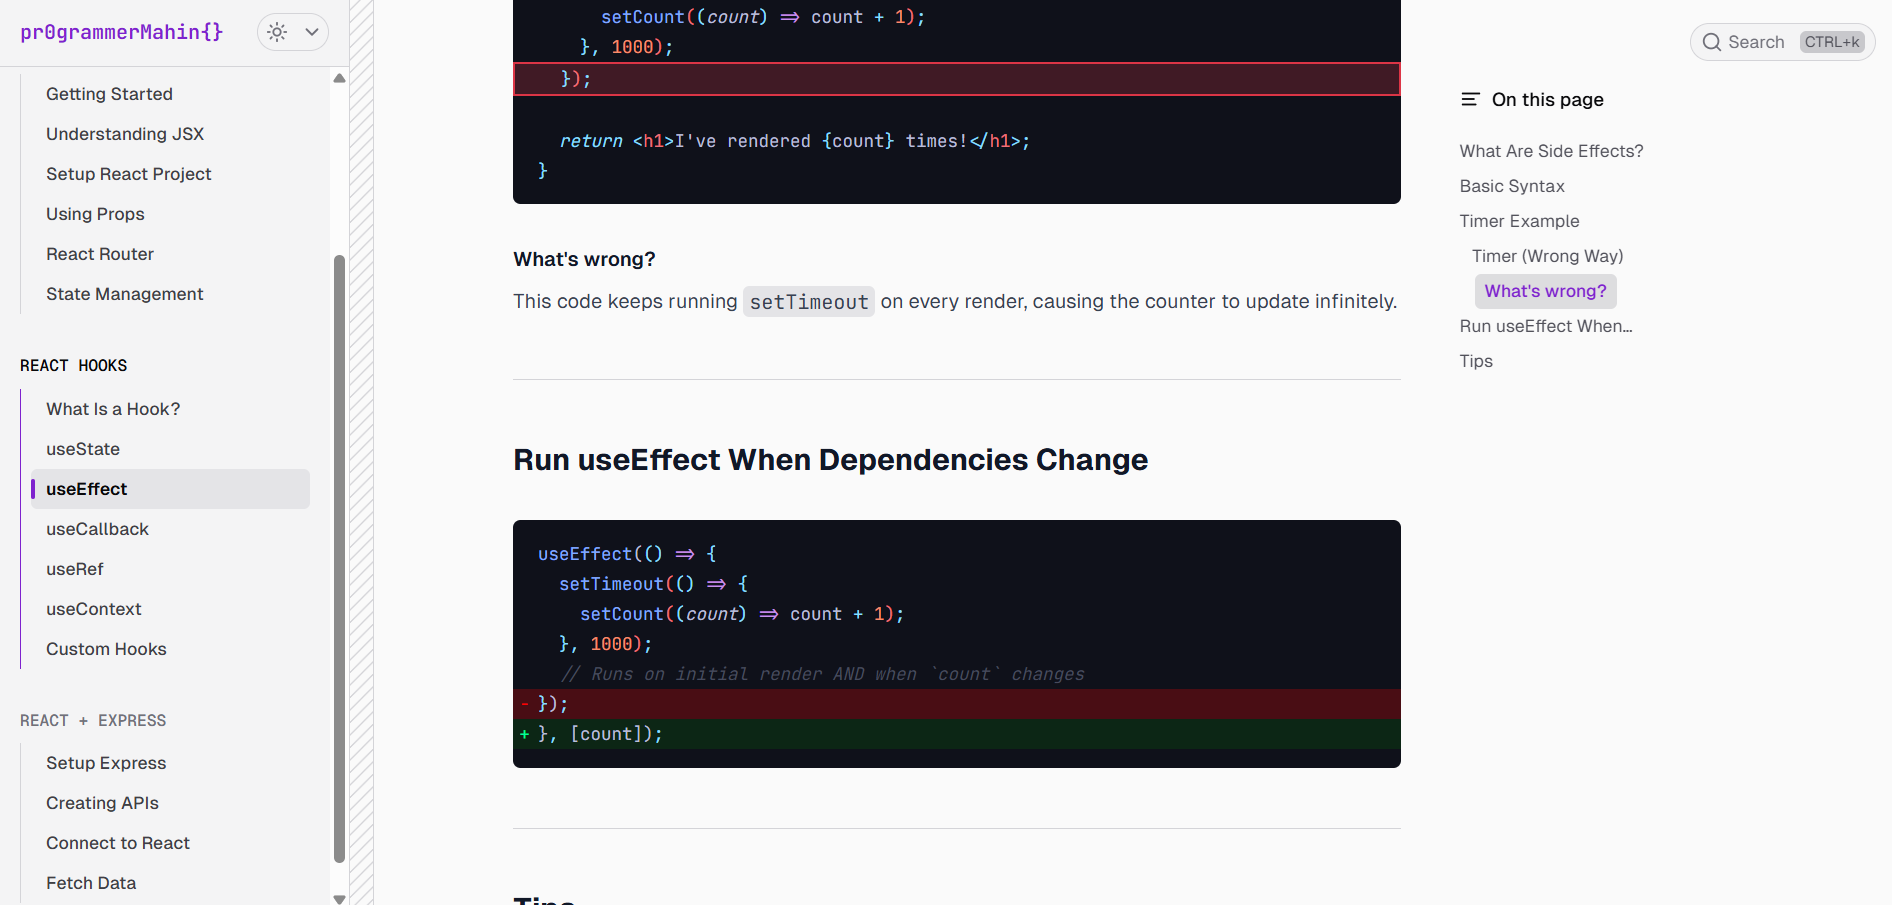 pr0grammerMahin{}
Getting Started
Understanding JSX
Setup React Project
Using Props
React Router
State Management
REACT HOOKS
What Is a Hook?
useState
useEffect
useCallback
useRef
useContext
Custom Hooks
REACT + EXPRESS
Setup Express
Creating APIs
Connect to React
Fetch Data
setCount((count) => count + 1);
}, 1000);
});
return <h1>I've rendered {count} times!</h1>;
}
What's wrong?
This code keeps running setTimeout on every render, causing the counter to update infinitely.
Run useEffect When Dependencies Change
useEffect(() => {
setTimeout(() => {
setCount((count) => count + 1);
}, 1000);
// Runs on initial render AND when `count` changes
- });
+ }, [count]);
Tips
Search CTRL+k
On this page
What Are Side Effects?
Basic Syntax
Timer Example
Timer (Wrong Way)
What's wrong?
Run useEffect When...
Tips